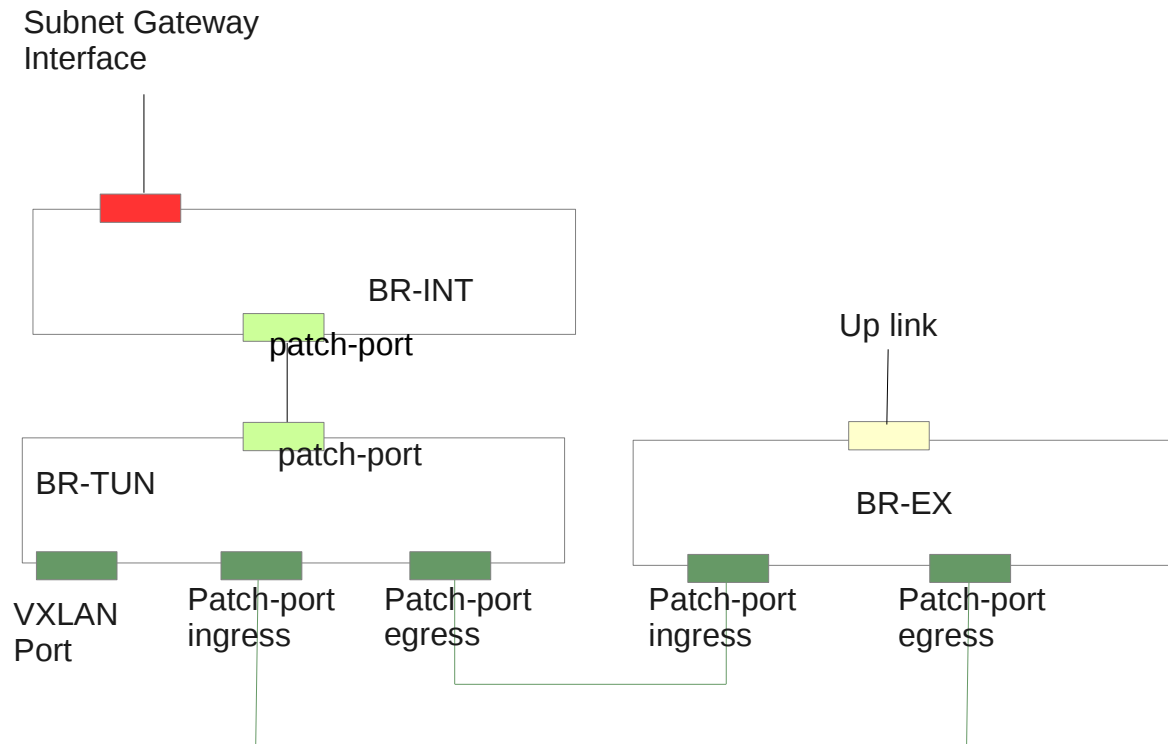 Subnet Gateway
Interface
BR-INT
patch-port
Up link
patch-port
BR-TUN
BR-EX
VXLAN
Port
Patch-port
ingress
Patch-port
egress
Patch-port
ingress
Patch-port
egress